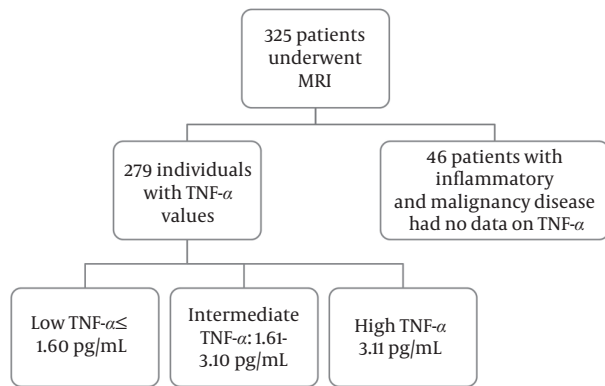 325 patients
underwent
MRI
279 individuals
with TNF-α
values
46 patients with
inflammatory
and malignancy disease
had no data on TNF-α
Low TNF-α≤
1.60 pg/mL
Intermediate
TNF-α: 1.61-
3.10 pg/mL
High TNF-α
3.11 pg/mL